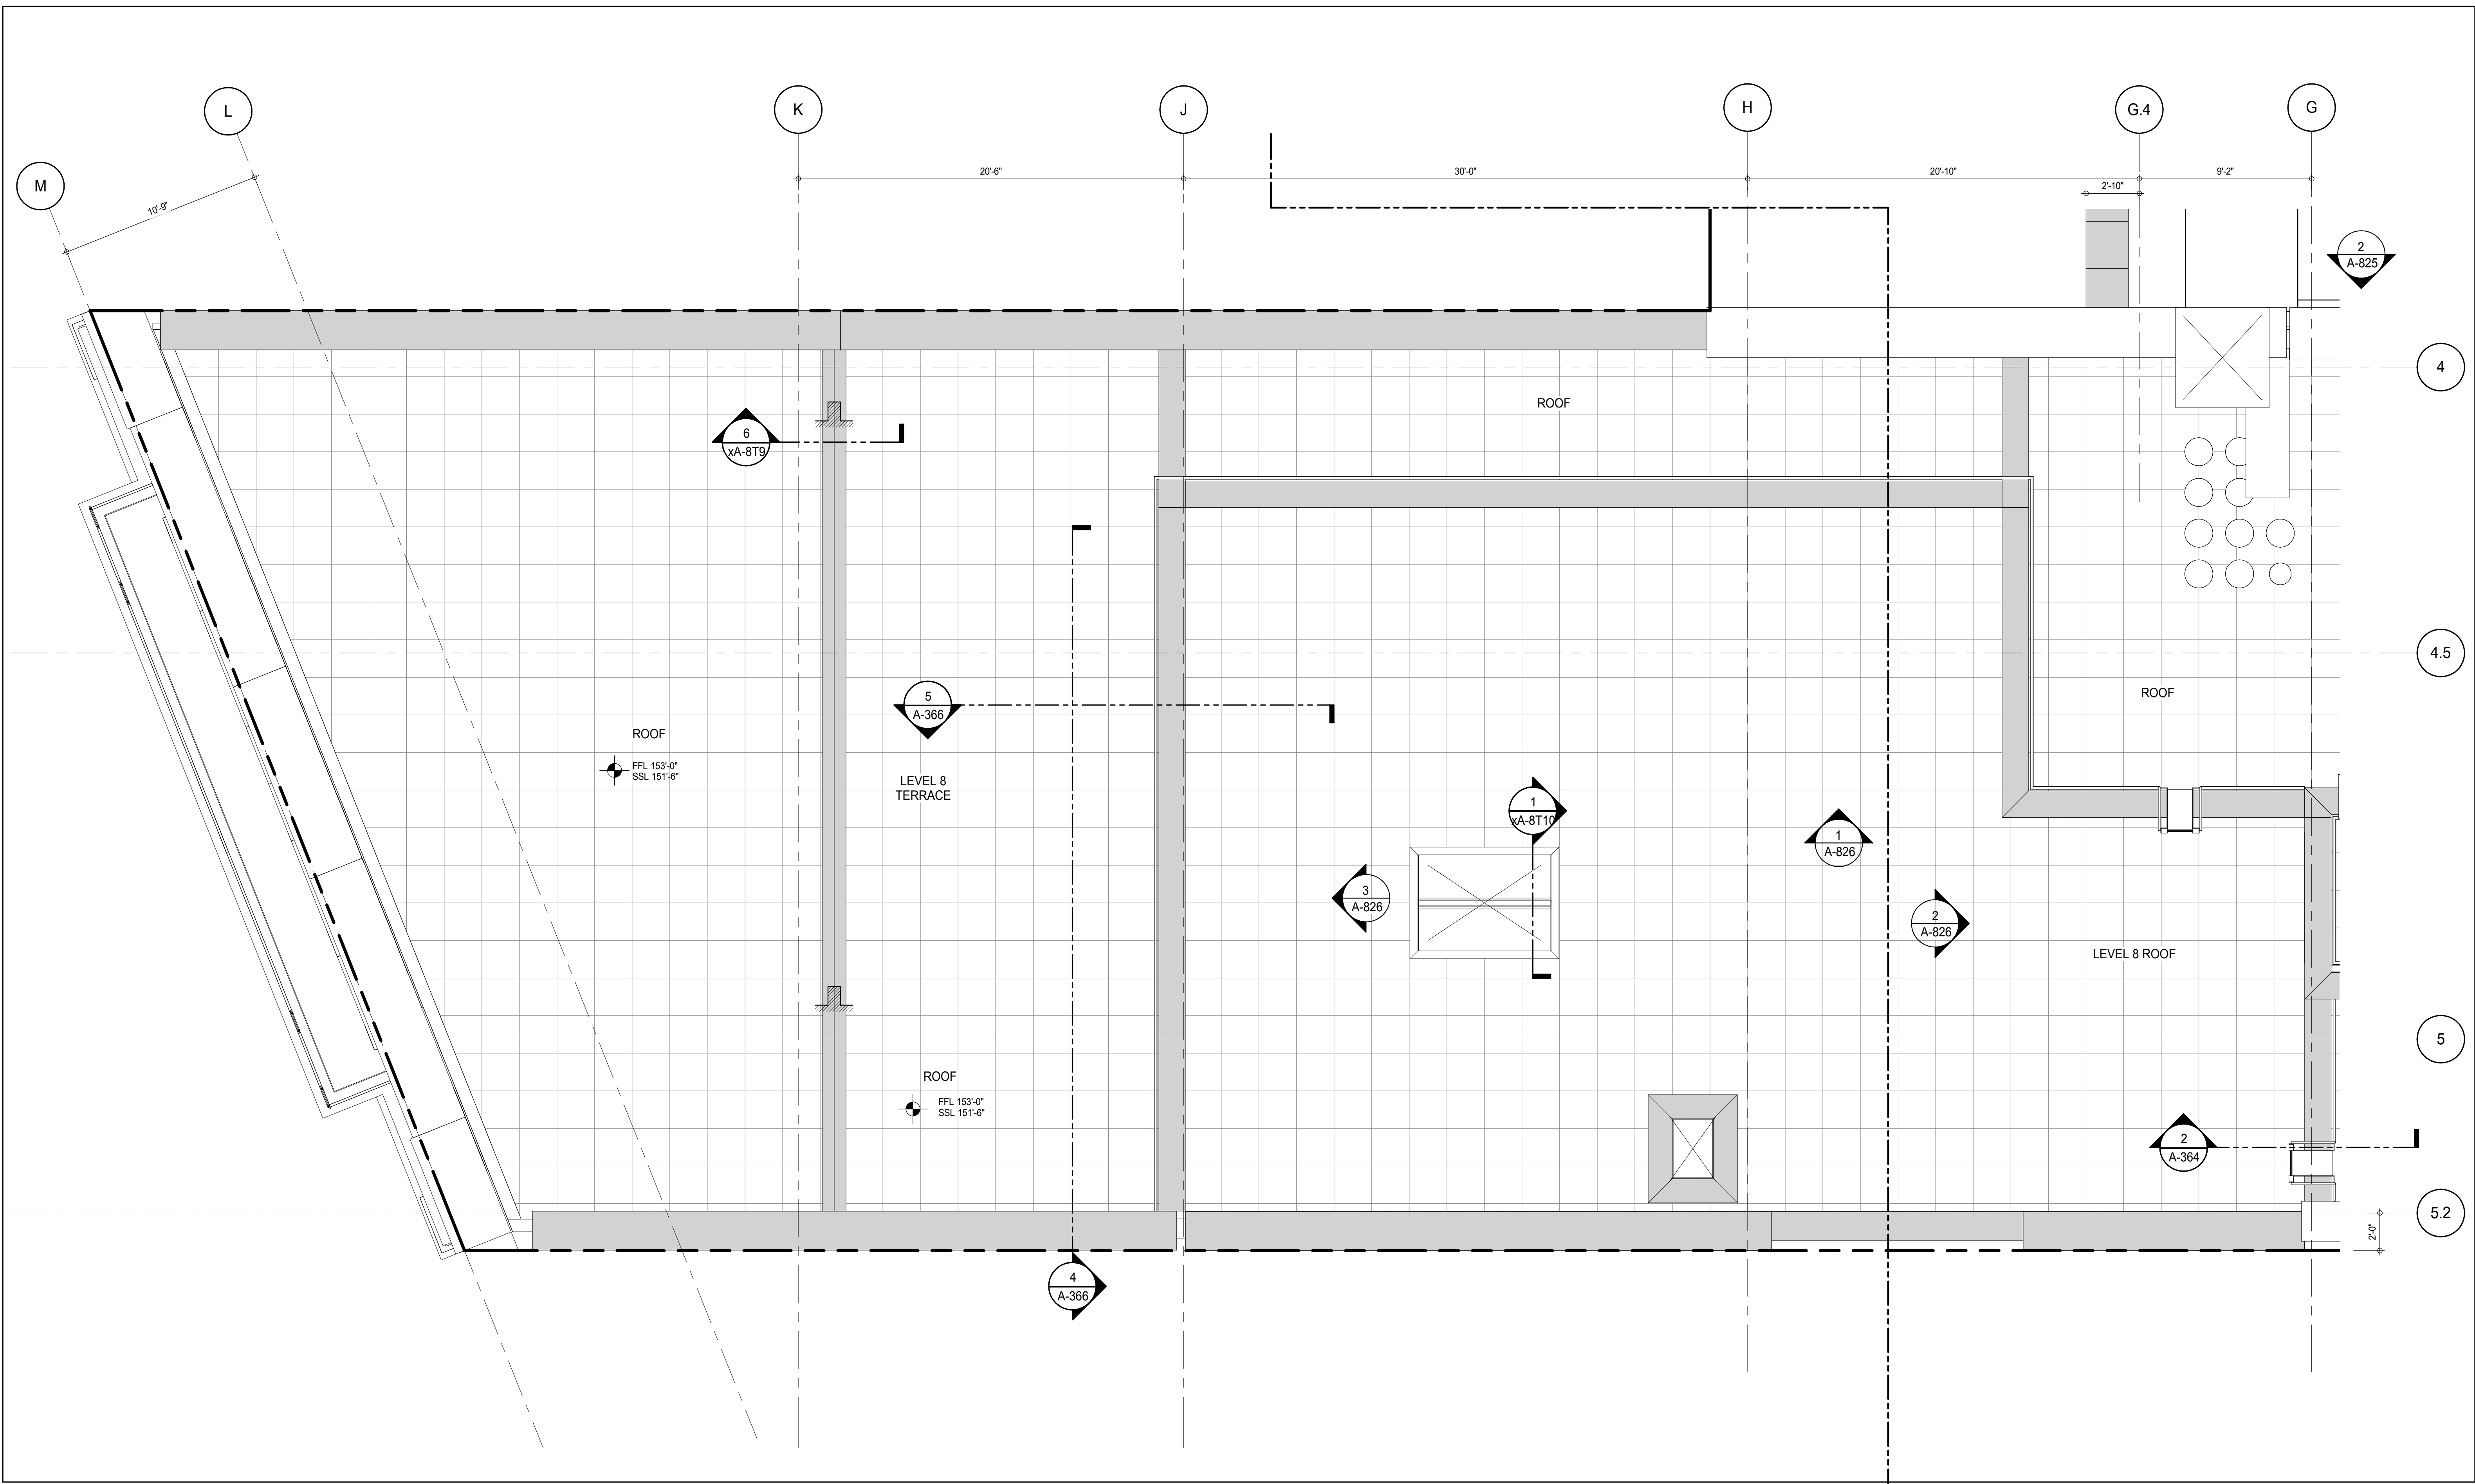 L
K
J
H
G.4
G
M
10'-9"
20'-6"
30'-0"
20'-10"
9'-2"
2'-10"
2
A-825
4
ROOF
6
xA-8T9
4.5
ROOF
5
A-366
ROOF
FFL 153'-0"
SSL 151'-6"
LEVEL 8
TERRACE
1
xA-8T10
1
A-826
3
A-826
2
A-826
LEVEL 8 ROOF
5
ROOF
FFL 153'-0"
SSL 151'-6"
2
A-364
5.2
2'-0"
4
A-366